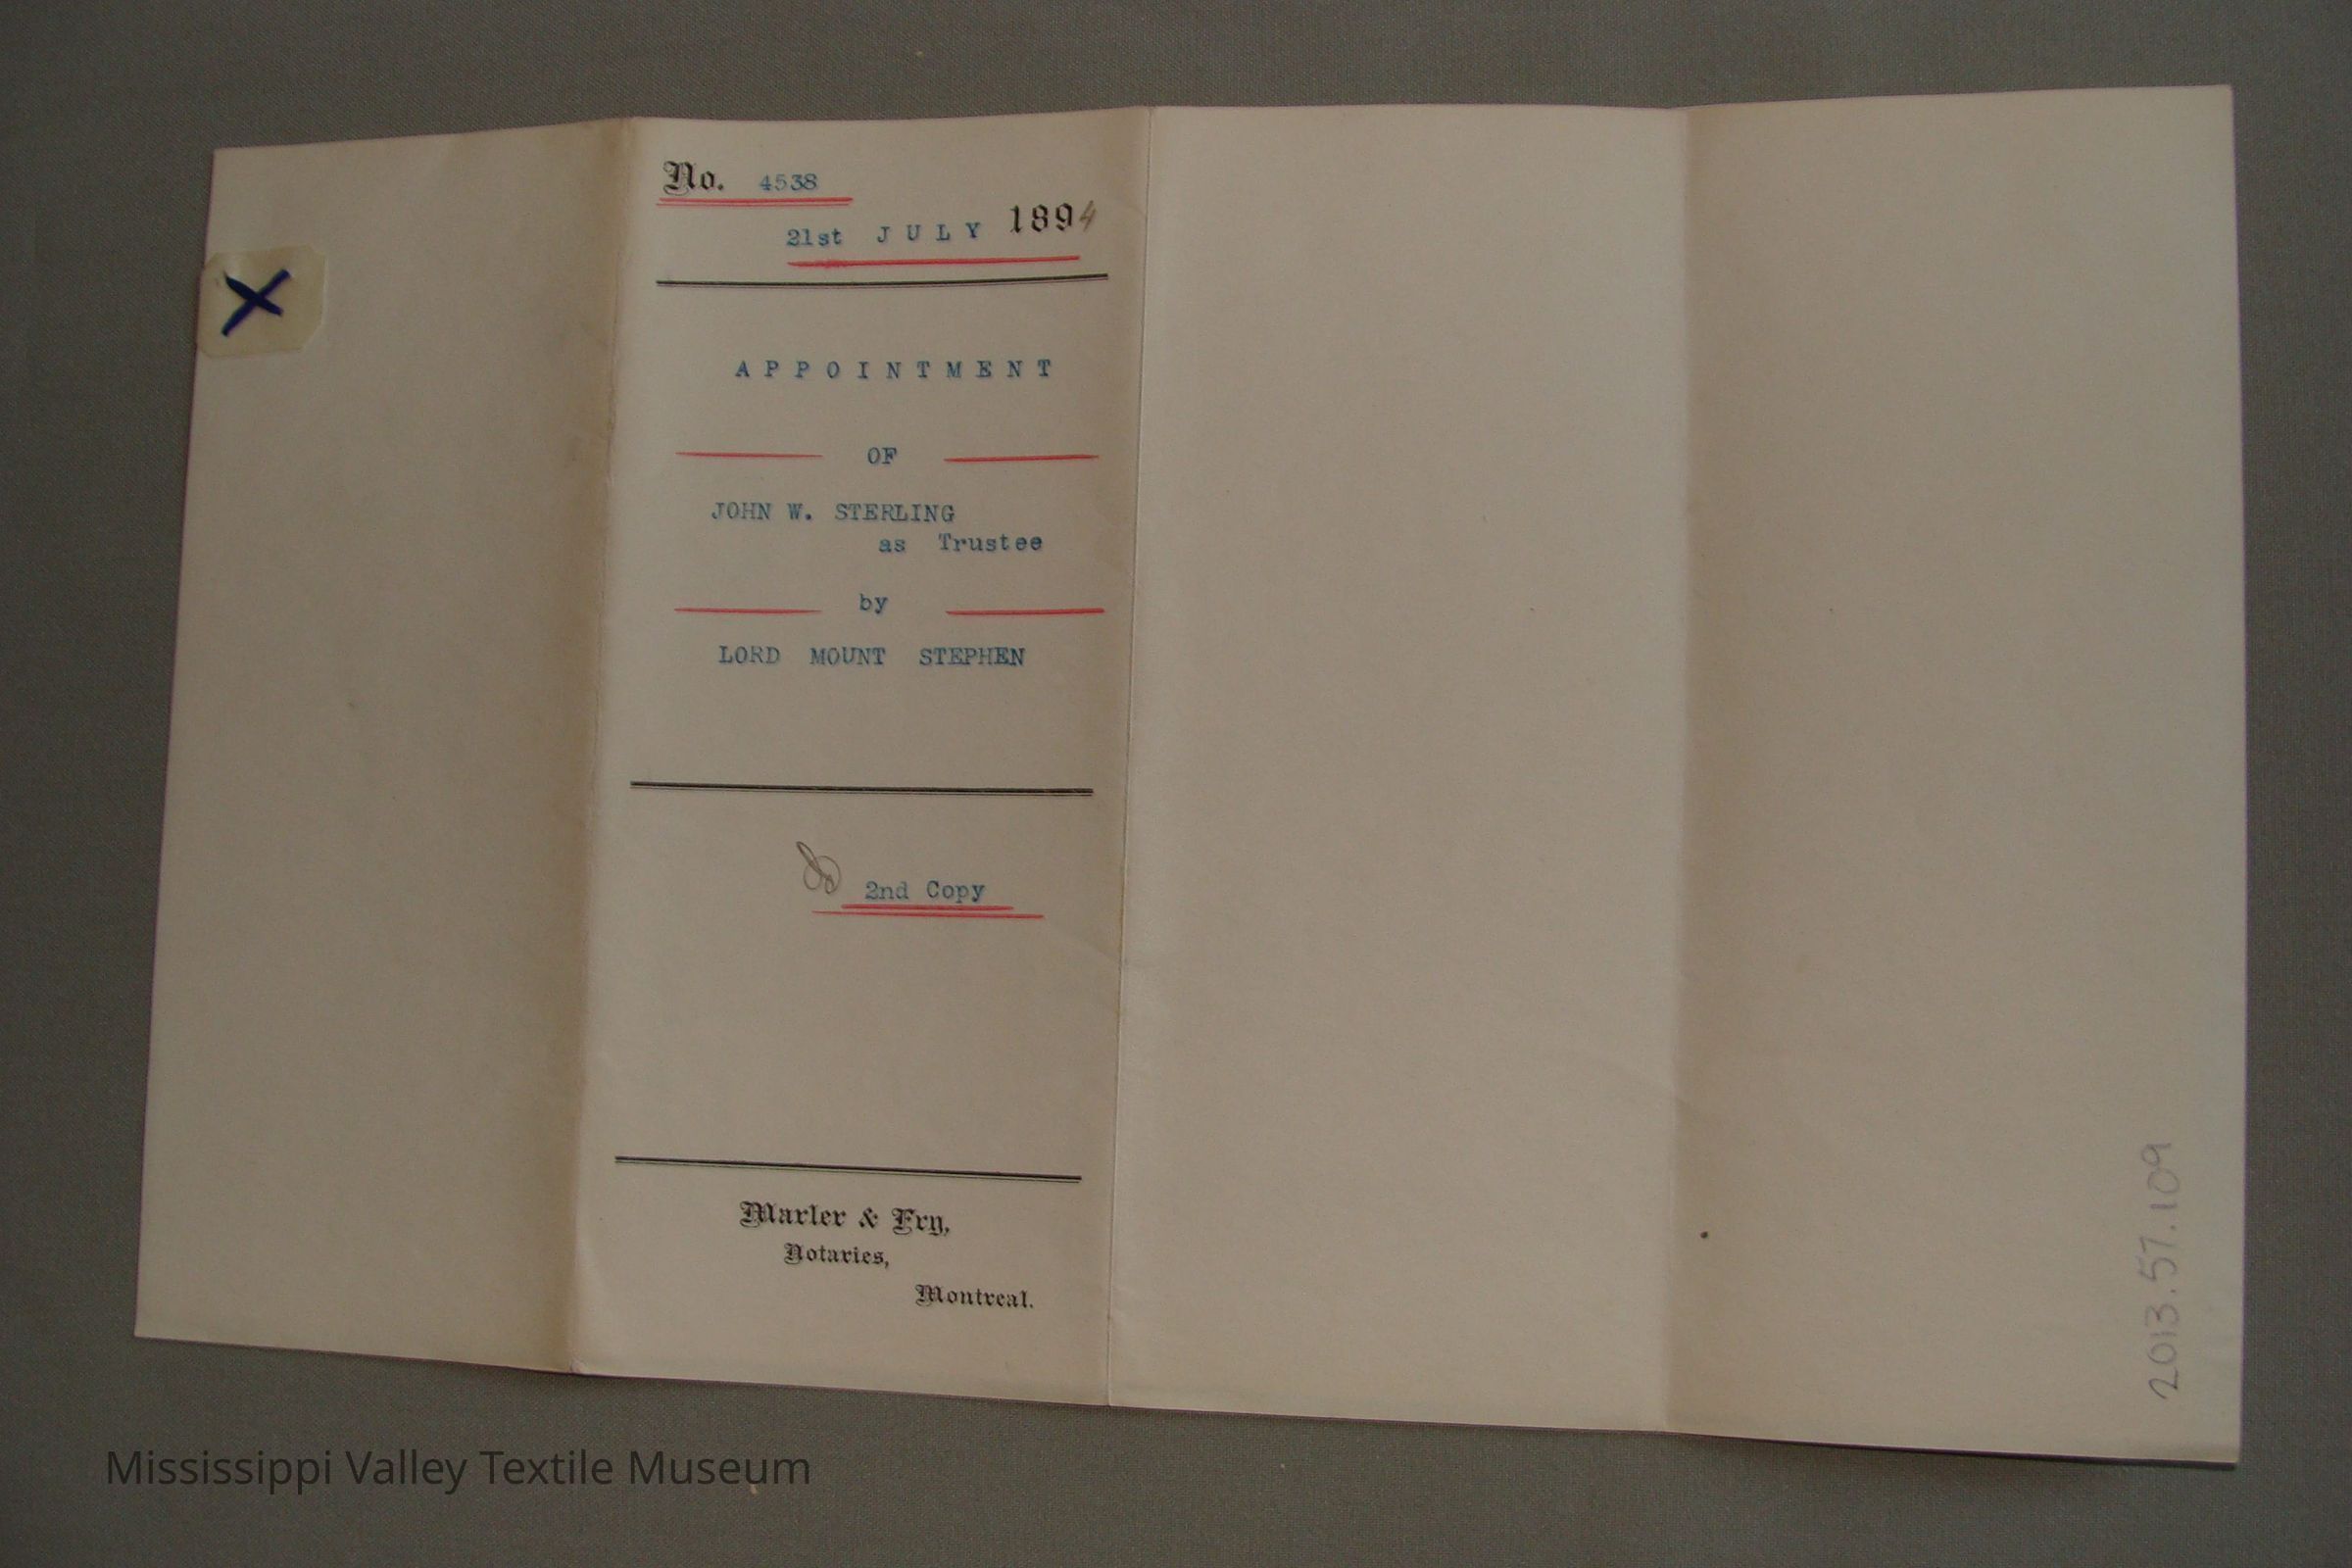 No. 4538
21st JULY 1894
APPOINTMENT
OF
JOHN W. STERLING
as Trustee
by
LORD MOUNT STEPHEN
2nd Copy
Marler & Fry,
Notaries,
Montreal.
2013.57.109
Mississippi Valley Textile Museum